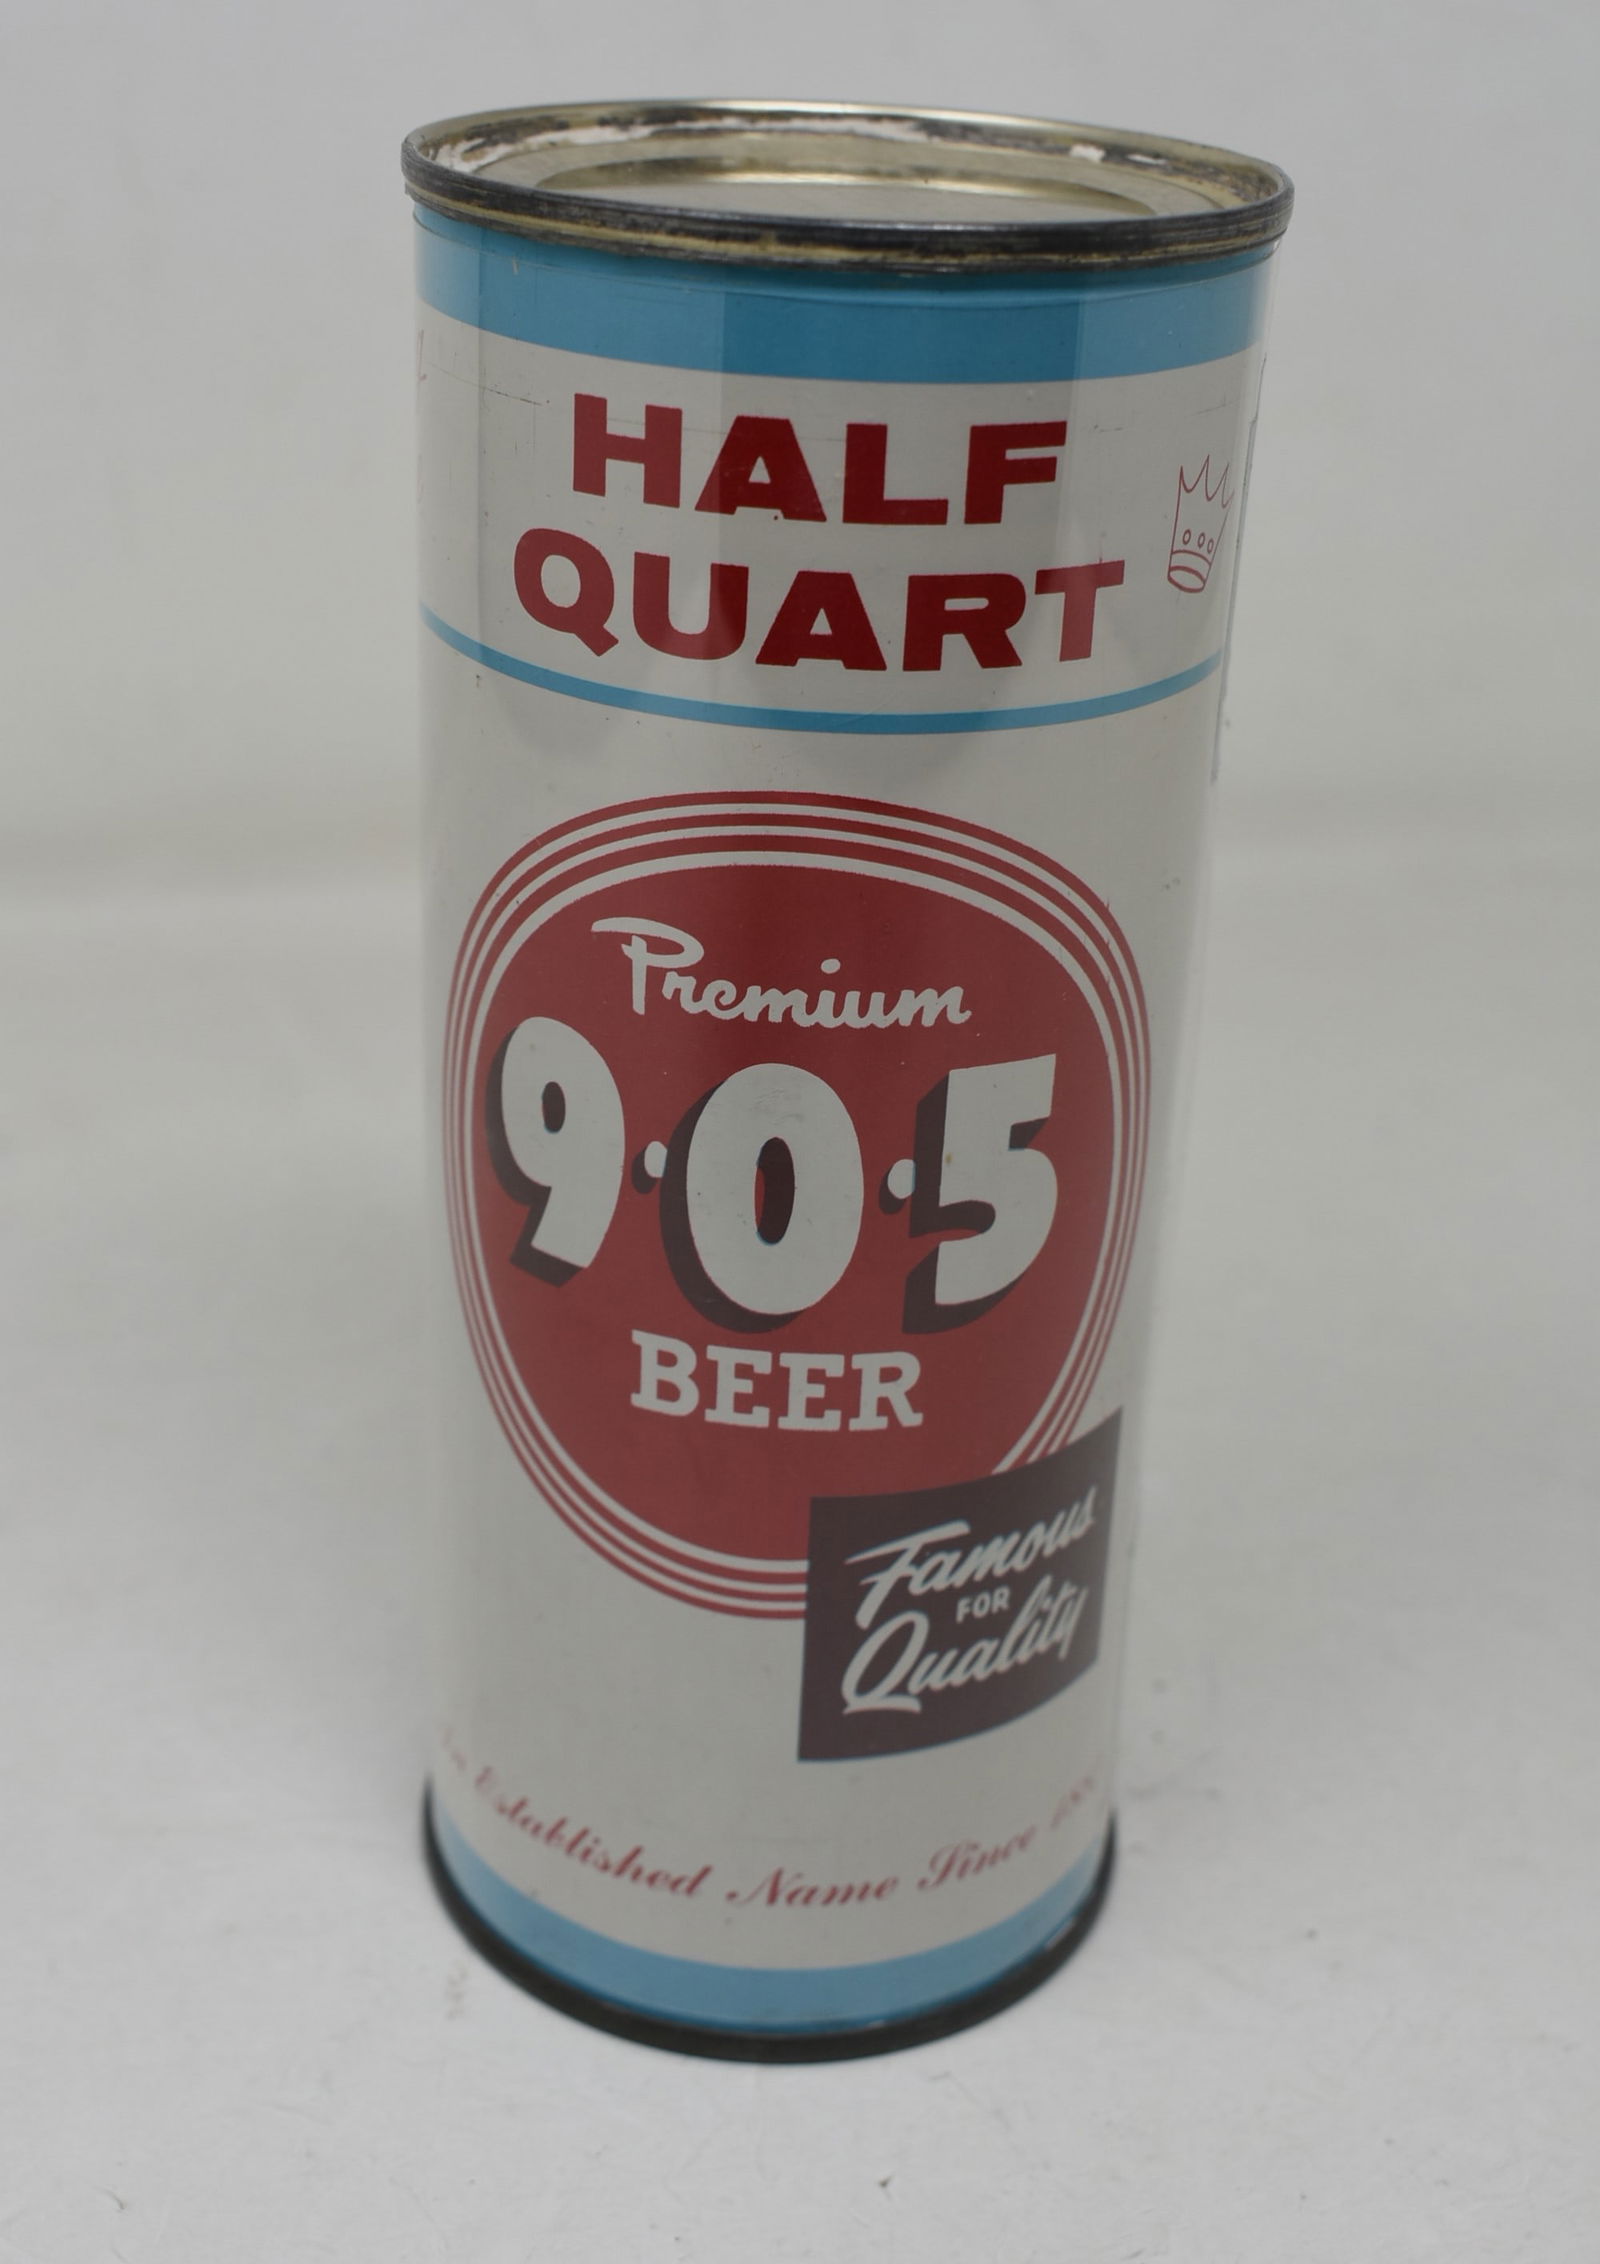 HALF
QUART
Premium
9·0·5
BEER
Famous
FOR
Quality
Established Name Since